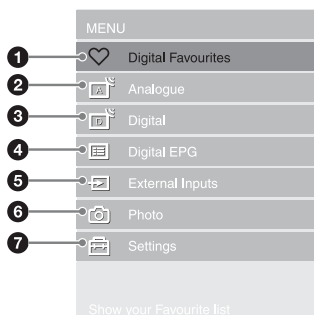 MENU
1 Digital Favourites
2 A Analogue
3 D Digital
4 Digital EPG
5 External Inputs
6 Photo
7 Settings
Show your Favourite list